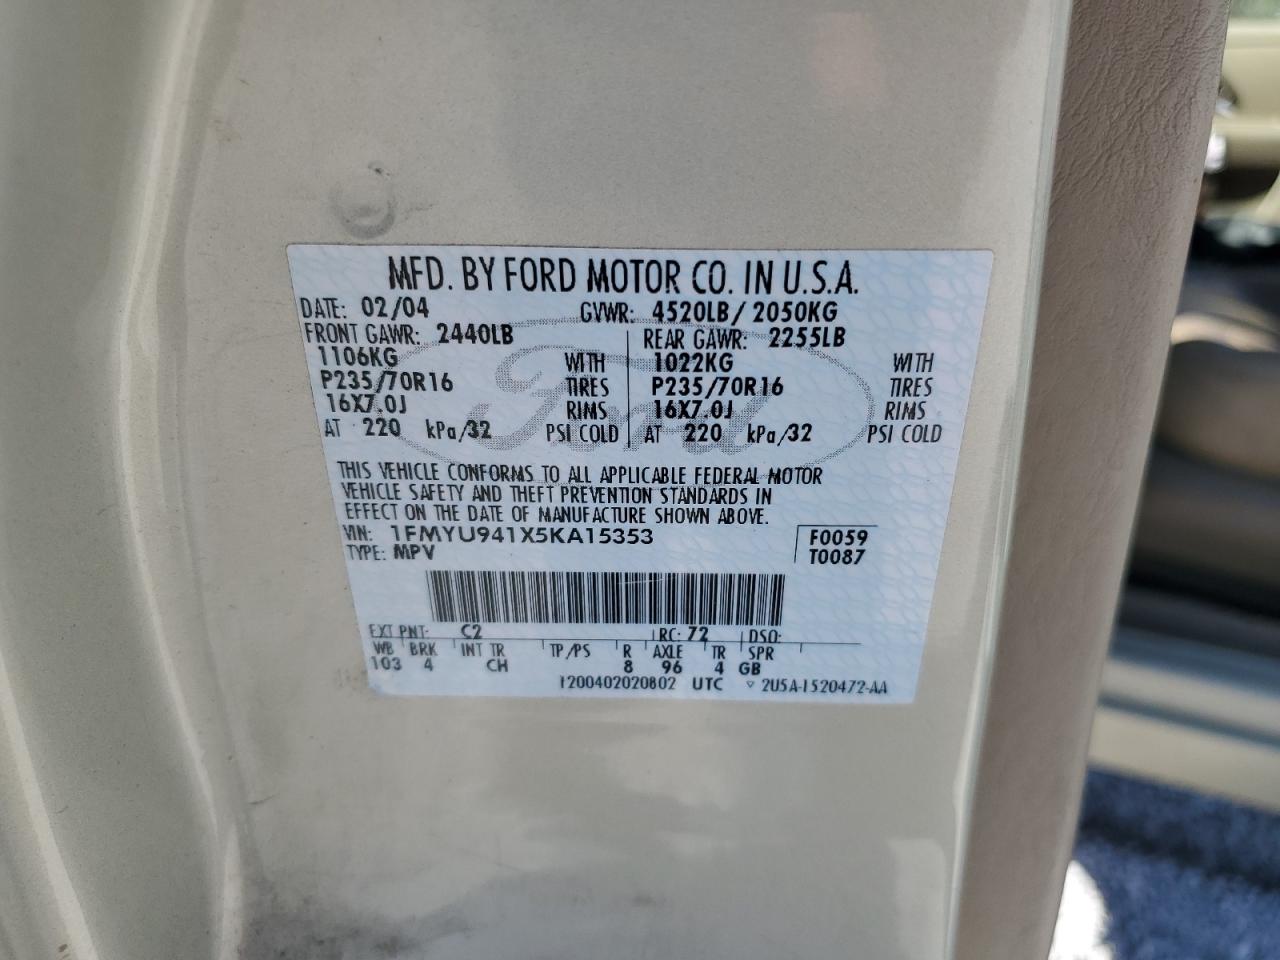 MFD. BY FORD MOTOR CO. IN U.S.A.
DATE: 02/04 GVWR: 4520LB/ 2050KG
FRONT GAWR: 2440LB REAR GAWR: 2255LB
1106KG WITH 1022KG WITH
P235/70R16 TIRES P235/70R16 TIRES
16X7.0J RIMS 16X7.0J RIMS
AT 220 kPa/32 PSI COLD AT 220 kPa/32 PSI COLD
Ford
THIS VEHICLE CONFORMS TO ALL APPLICABLE FEDERAL MOTOR
VEHICLE SAFETY AND THEFT PREVENTION STANDARDS IN
EFFECT ON THE DATE OF MANUFACTURE SHOWN ABOVE.
VIN: 1FMYU941X5KA15353 F0059
TYPE: MPV T0087
EXT PNT: C2 RC: 72 DSO:
WB BRK INT TR TP/PS R AXLE TR SPR
103 4 CH 8 96 4 GB
1200402020802 UTC ▽ 2U5A-1520472-AA